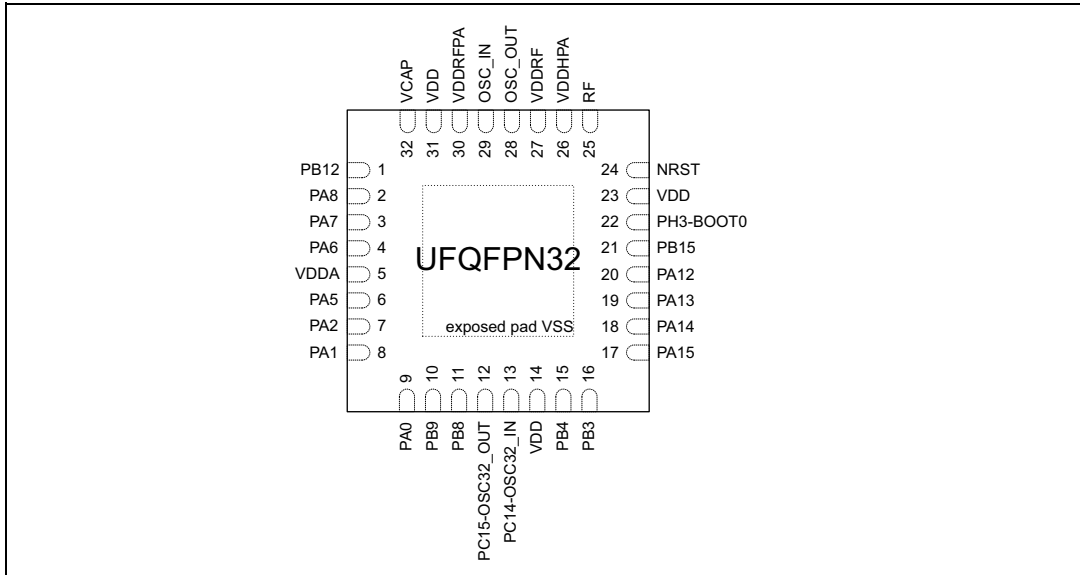 VCAP
VDD
VDDRFPA
OSC_IN
OSC_OUT
VDDRF
VDDHPA
RF
32
31
30
29
28
27
26
25
PB12 1
PA8 2
PA7 3
PA6 4
VDDA 5
PA5 6
PA2 7
PA1 8
24 NRST
23 VDD
22 PH3-BOOT0
21 PB15
20 PA12
19 PA13
18 PA14
17 PA15
UFQFPN32
exposed pad VSS
9
10
11
12
13
14
15
16
PA0
PB9
PB8
PC15-OSC32_OUT
PC14-OSC32_IN
VDD
PB4
PB3